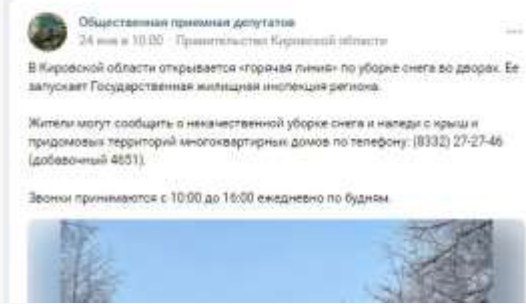 Общественная приемная депутатов
24 янв в 10:00 · Правительство Кировской области
В Кировской области открывается «горячая линия» по уборке снега во дворах. Ее
запускает Государственная жилищная инспекция региона.
Жители могут сообщить о некачественной уборке снега и наледи с крыш и
придомовых территорий многоквартирных домов по телефону: (8332) 27-27-46
(добавочный 4651).
Звонки принимаются с 10:00 до 16:00 ежедневно по будням.